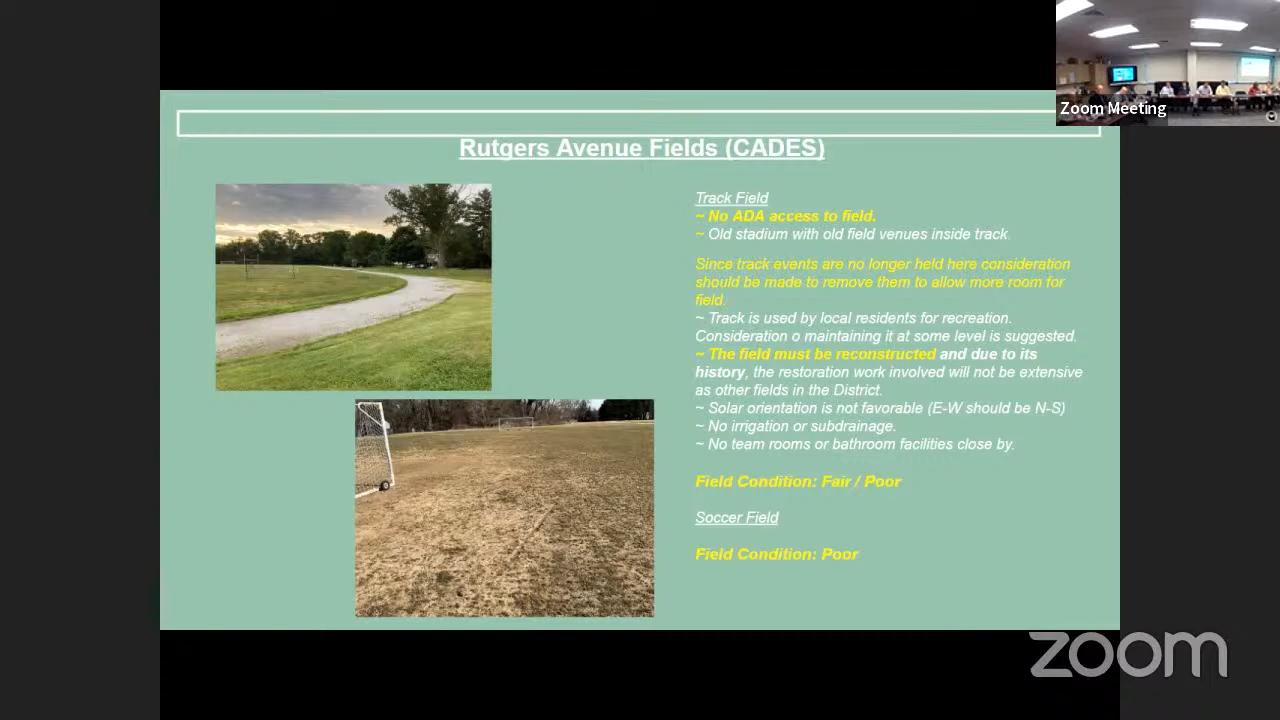 Zoom Meeting
Rutgers Avenue Fields (CADES)
Track Field
~ No ADA access to field.
~ Old stadium with old field venues inside track.
Since track events are no longer held here consideration
should be made to remove them to allow more room for
field.
~ Track is used by local residents for recreation.
Consideration o maintaining it at some level is suggested.
~ The field must be reconstructed and due to its
history, the restoration work involved will not be extensive
as other fields in the District.
~ Solar orientation is not favorable (E-W should be N-S)
~ No irrigation or subdrainage.
~ No team rooms or bathroom facilities close by.
Field Condition: Fair / Poor
Soccer Field
Field Condition: Poor
zoom